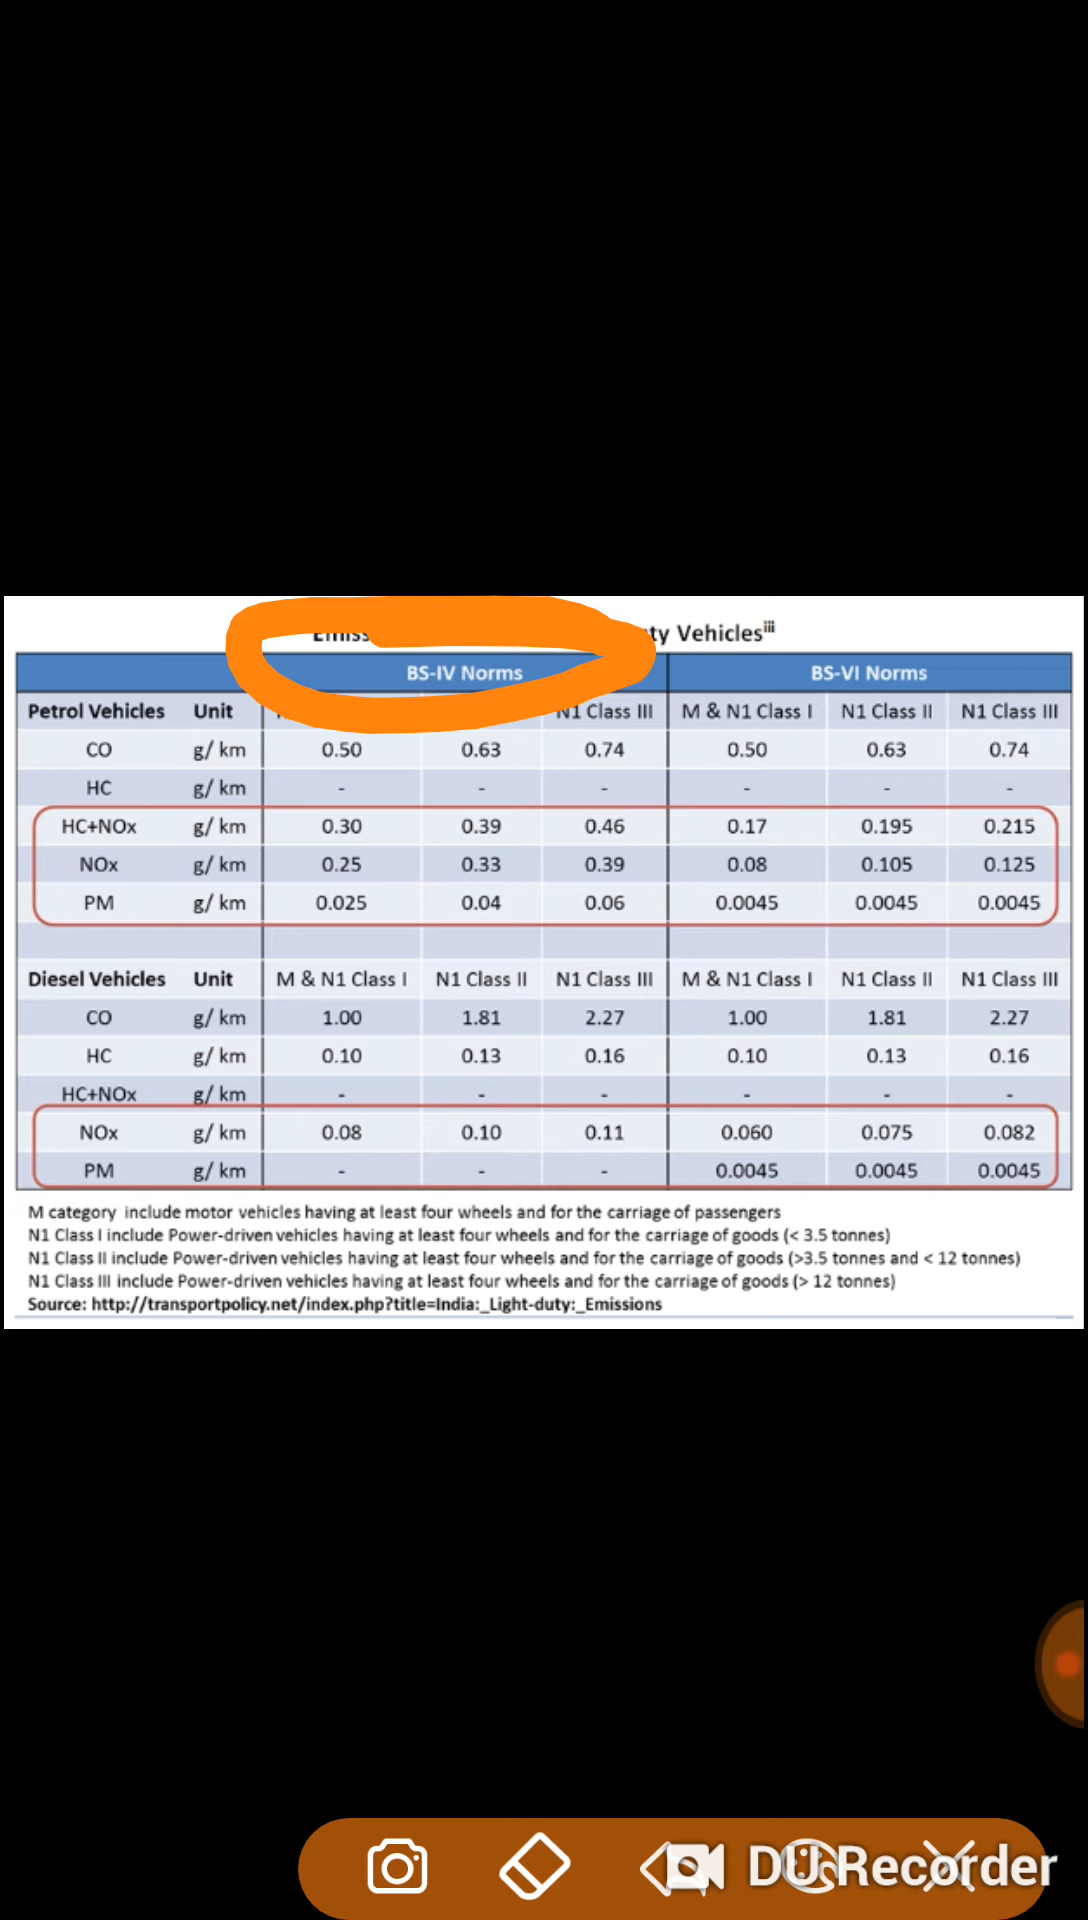 Emiss ty Vehiclesiii
BS-IV Norms BS-VI Norms
Petrol Vehicles Unit N1 Class III M & N1 Class I N1 Class II N1 Class III
CO g/ km 0.50 0.63 0.74 0.50 0.63 0.74
HC g/ km - - - - - -
HC+NOx g/ km 0.30 0.39 0.46 0.17 0.195 0.215
NOx g/ km 0.25 0.33 0.39 0.08 0.105 0.125
PM g/ km 0.025 0.04 0.06 0.0045 0.0045 0.0045
Diesel Vehicles Unit M & N1 Class I N1 Class II N1 Class III M & N1 Class I N1 Class II N1 Class III
CO g/ km 1.00 1.81 2.27 1.00 1.81 2.27
HC g/ km 0.10 0.13 0.16 0.10 0.13 0.16
HC+NOx g/ km - - - - - -
NOx g/ km 0.08 0.10 0.11 0.060 0.075 0.082
PM g/ km - - - 0.0045 0.0045 0.0045
M category include motor vehicles having at least four wheels and for the carriage of passengers
N1 Class I include Power-driven vehicles having at least four wheels and for the carriage of goods (< 3.5 tonnes)
N1 Class II include Power-driven vehicles having at least four wheels and for the carriage of goods (>3.5 tonnes and < 12 tonnes)
N1 Class III include Power-driven vehicles having at least four wheels and for the carriage of goods (> 12 tonnes)
Source: http://transportpolicy.net/index.php?title=India:_Light-duty:_Emissions
DU Recorder